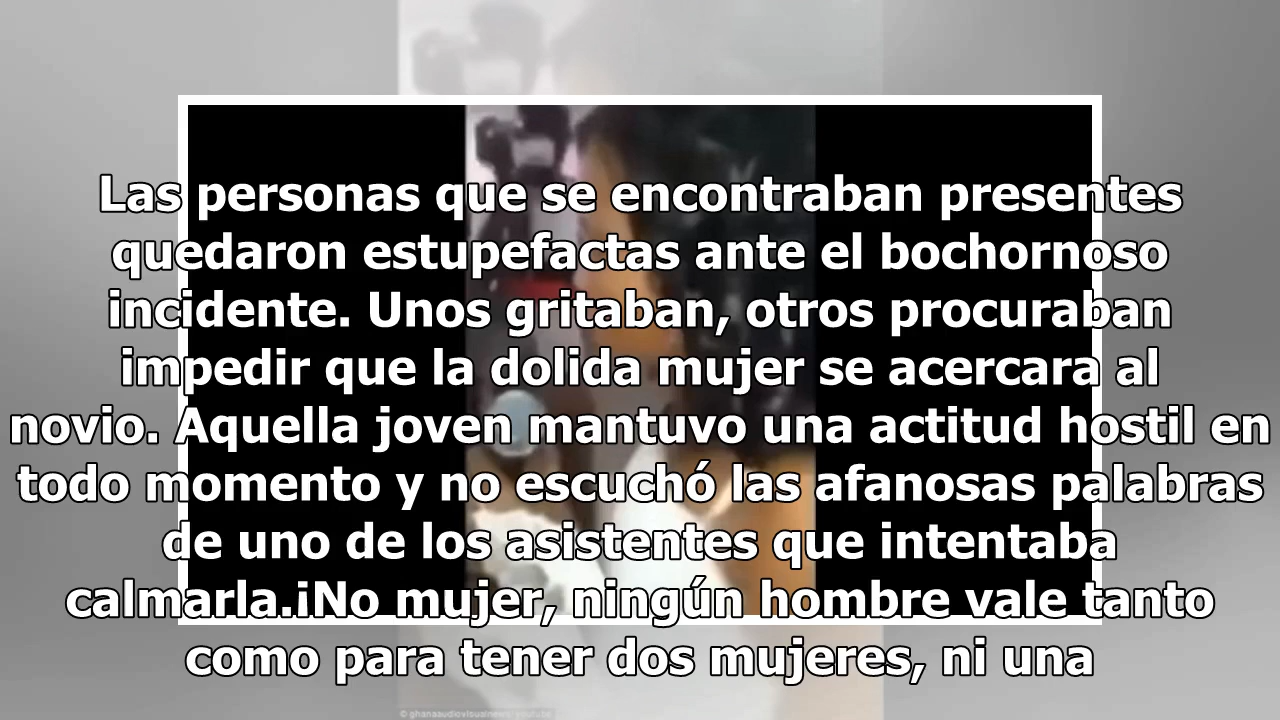 Las personas que se encontraban presentes
quedaron estupefactas ante el bochornoso
incidente. Unos gritaban, otros procuraban
impedir que la dolida mujer se acercara al
novio. Aquella joven mantuvo una actitud hostil en
todo momento y no escuchó las afanosas palabras
de uno de los asistentes que intentaba
calmarla.¡No mujer, ningún hombre vale tanto
como para tener dos mujeres, ni una
© ghanaaudiovisualnews/youtube